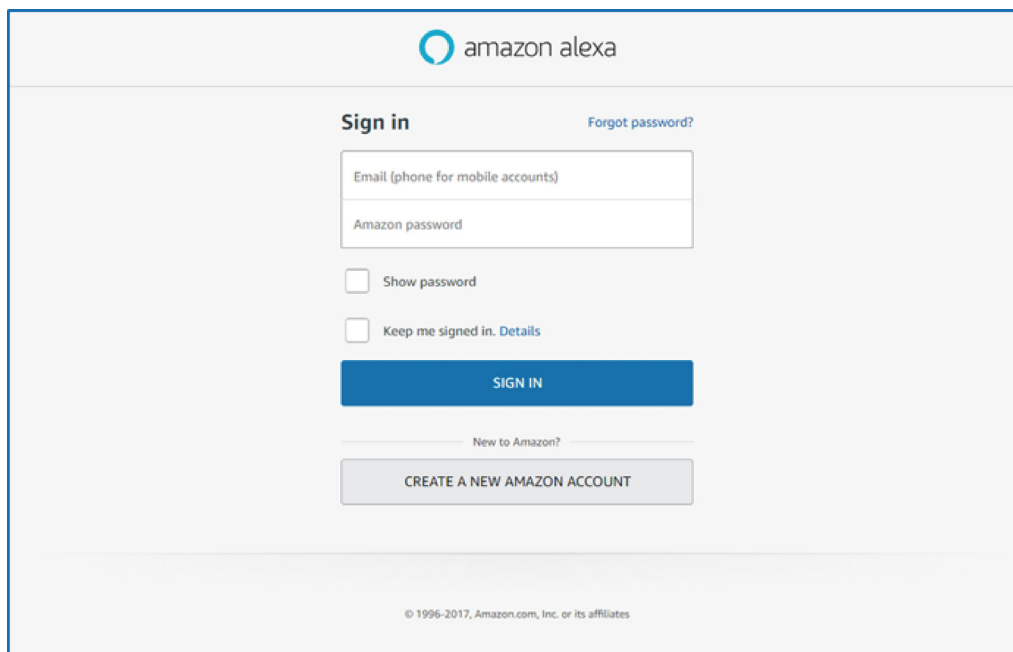 amazon alexa
Sign in
Forgot password?
Email (phone for mobile accounts)
Amazon password
Show password
Keep me signed in. Details
SIGN IN
New to Amazon?
CREATE A NEW AMAZON ACCOUNT
© 1996-2017, Amazon.com, Inc. or its affiliates